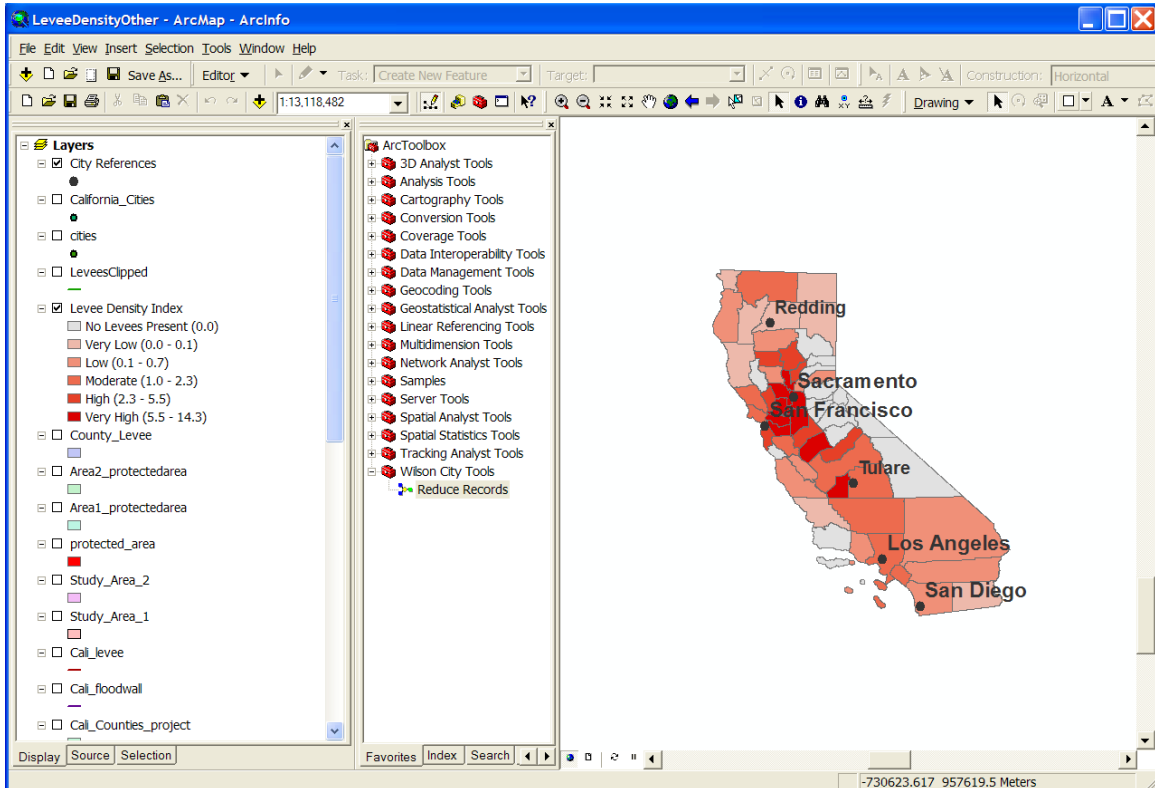 LeveeDensityOther - ArcMap - ArcInfo
File Edit View Insert Selection Tools Window Help
Save As... Editor Task: Create New Feature Target: Construction: Horizontal
1:13,118,482 Drawing A
Layers
City References
California_Cities
cities
LeveesClipped
Levee Density Index
No Levees Present (0.0)
Very Low (0.0 - 0.1)
Low (0.1 - 0.7)
Moderate (1.0 - 2.3)
High (2.3 - 5.5)
Very High (5.5 - 14.3)
County_Levee
Area2_protectedarea
Area1_protectedarea
protected_area
Study_Area_2
Study_Area_1
Cali_levee
Cali_floodwall
Cali_Counties_project
Display Source Selection
ArcToolbox
3D Analyst Tools
Analysis Tools
Cartography Tools
Conversion Tools
Coverage Tools
Data Interoperability Tools
Data Management Tools
Geocoding Tools
Geostatistical Analyst Tools
Linear Referencing Tools
Multidimension Tools
Network Analyst Tools
Samples
Server Tools
Spatial Analyst Tools
Spatial Statistics Tools
Tracking Analyst Tools
Wilson City Tools
Reduce Records
Favorites Index Search
Redding
Sacramento
San Francisco
Tulare
Los Angeles
San Diego
-730623.617 957619.5 Meters